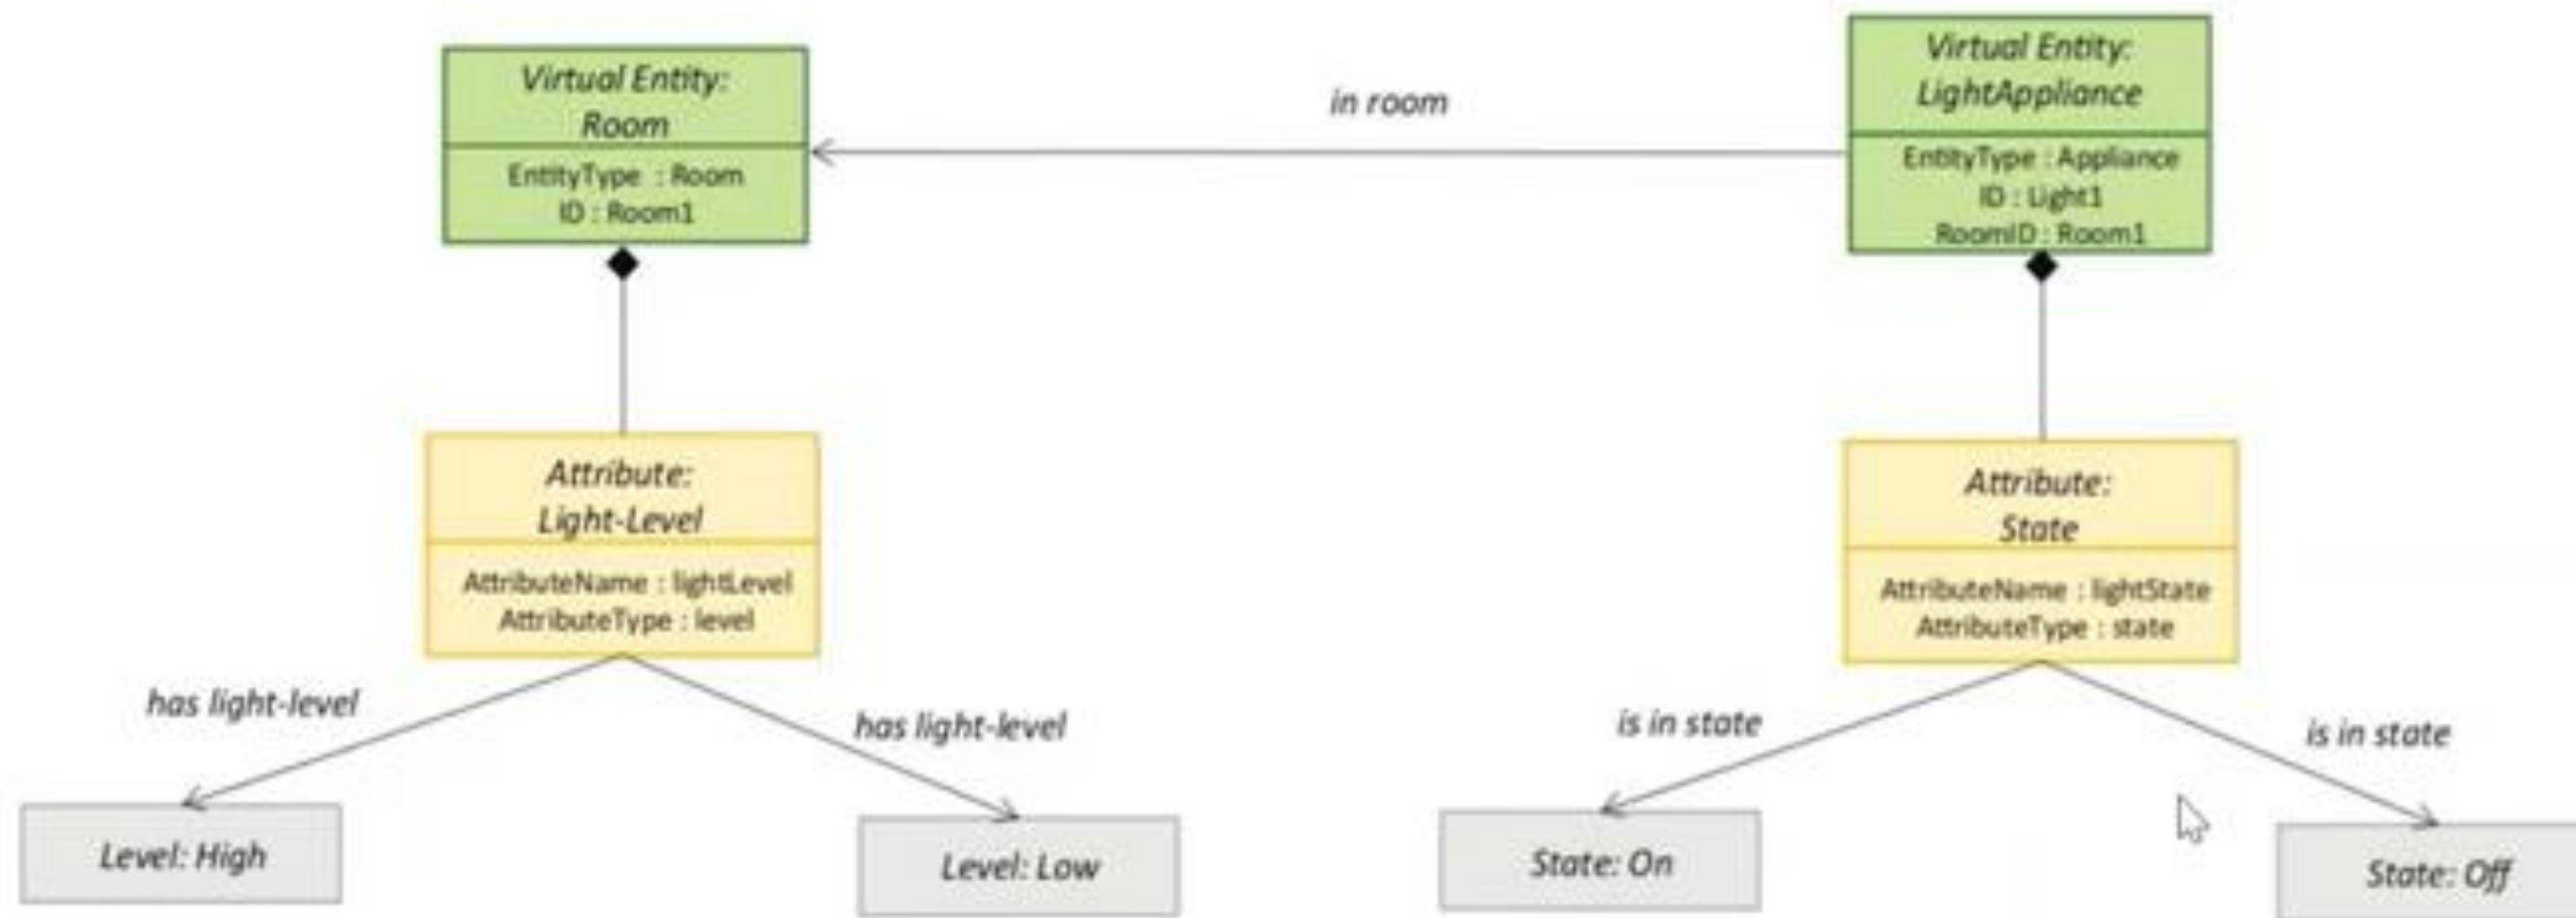 Virtual Entity:
Room
EntityType : Room
ID : Room1
in room
Virtual Entity:
LightAppliance
EntityType : Appliance
ID : Light1
RoomID : Room1
Attribute:
Light-Level
AttributeName : lightLevel
AttributeType : level
Attribute:
State
AttributeName : lightState
AttributeType : state
has light-level
has light-level
is in state
is in state
Level: High
Level: Low
State: On
State: Off